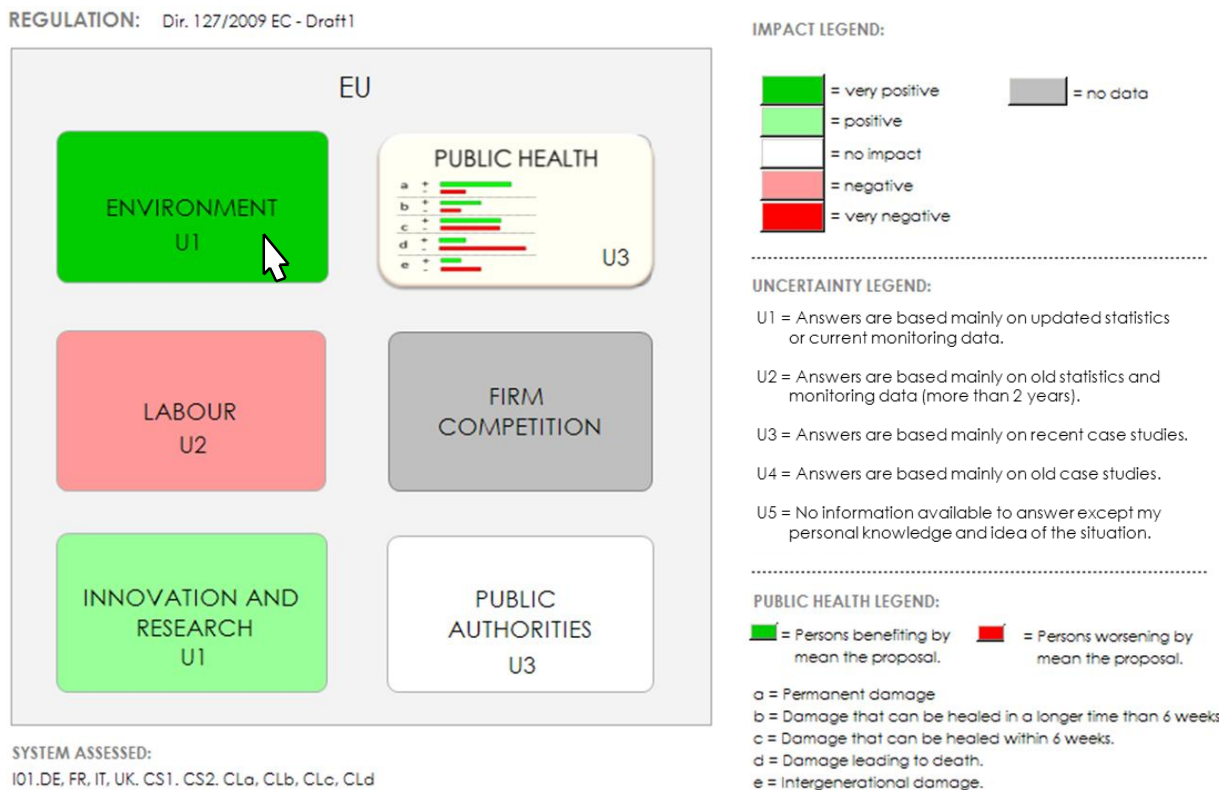 REGULATION: Dir. 127/2009 EC - Draft1
EU
ENVIRONMENT
U1
PUBLIC HEALTH
a + -
b + -
c + -
d + -
e + -
U3
LABOUR
U2
FIRM
COMPETITION
INNOVATION AND
RESEARCH
U1
PUBLIC
AUTHORITIES
U3
SYSTEM ASSESSED:
I01.DE, FR, IT, UK. CS1. CS2. CLa, CLb, CLc, CLd
IMPACT LEGEND:
= very positive
= no data
= positive
= no impact
= negative
= very negative
UNCERTAINTY LEGEND:
U1 = Answers are based mainly on updated statistics
or current monitoring data.
U2 = Answers are based mainly on old statistics and
monitoring data (more than 2 years).
U3 = Answers are based mainly on recent case studies.
U4 = Answers are based mainly on old case studies.
U5 = No information available to answer except my
personal knowledge and idea of the situation.
PUBLIC HEALTH LEGEND:
= Persons benefiting by
mean the proposal.
= Persons worsening by
mean the proposal.
a = Permanent damage
b = Damage that can be healed in a longer time than 6 weeks
c = Damage that can be healed within 6 weeks.
d = Damage leading to death.
e = Intergenerational damage.